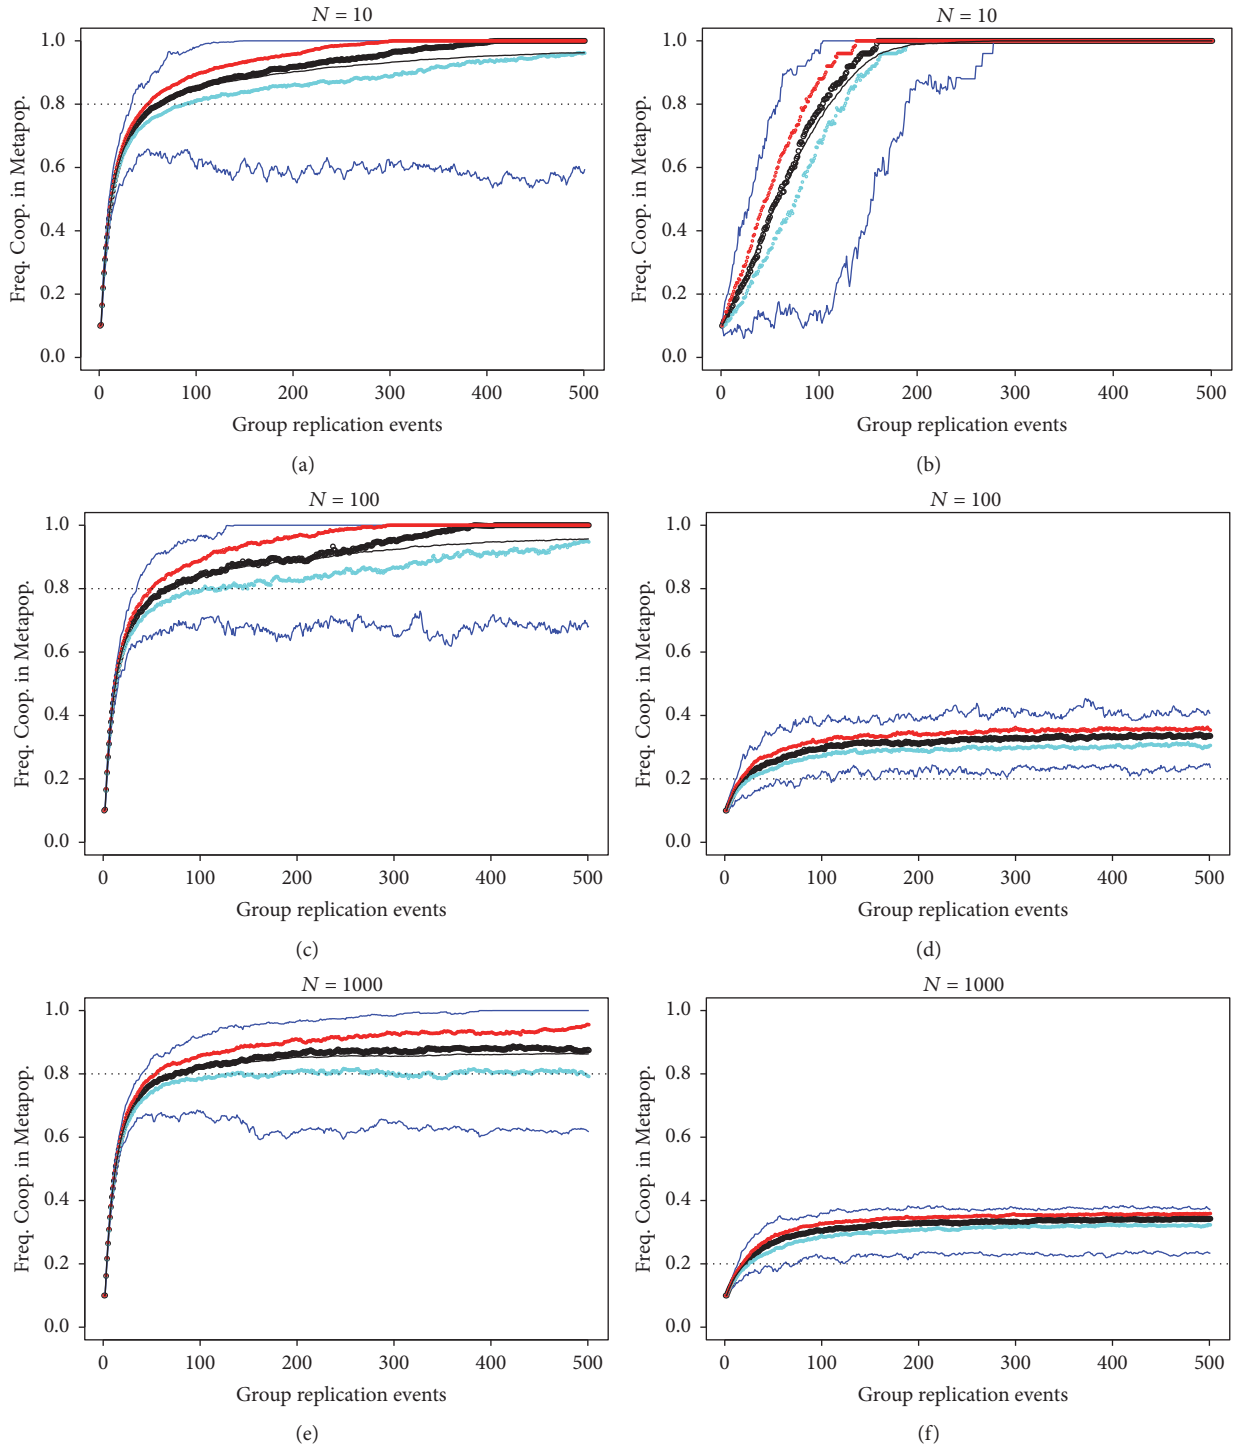 N = 10
Freq. Coop. in Metapop.
1.0
0.8
0.6
0.4
0.2
0.0
0 100 200 300 400 500
Group replication events
(a)
N = 10
Freq. Coop. in Metapop.
1.0
0.8
0.6
0.4
0.2
0.0
0 100 200 300 400 500
Group replication events
(b)
N = 100
Freq. Coop. in Metapop.
1.0
0.8
0.6
0.4
0.2
0.0
0 100 200 300 400 500
Group replication events
(c)
N = 100
Freq. Coop. in Metapop.
1.0
0.8
0.6
0.4
0.2
0.0
0 100 200 300 400 500
Group replication events
(d)
N = 1000
Freq. Coop. in Metapop.
1.0
0.8
0.6
0.4
0.2
0.0
0 100 200 300 400 500
Group replication events
(e)
N = 1000
Freq. Coop. in Metapop.
1.0
0.8
0.6
0.4
0.2
0.0
0 100 200 300 400 500
Group replication events
(f)